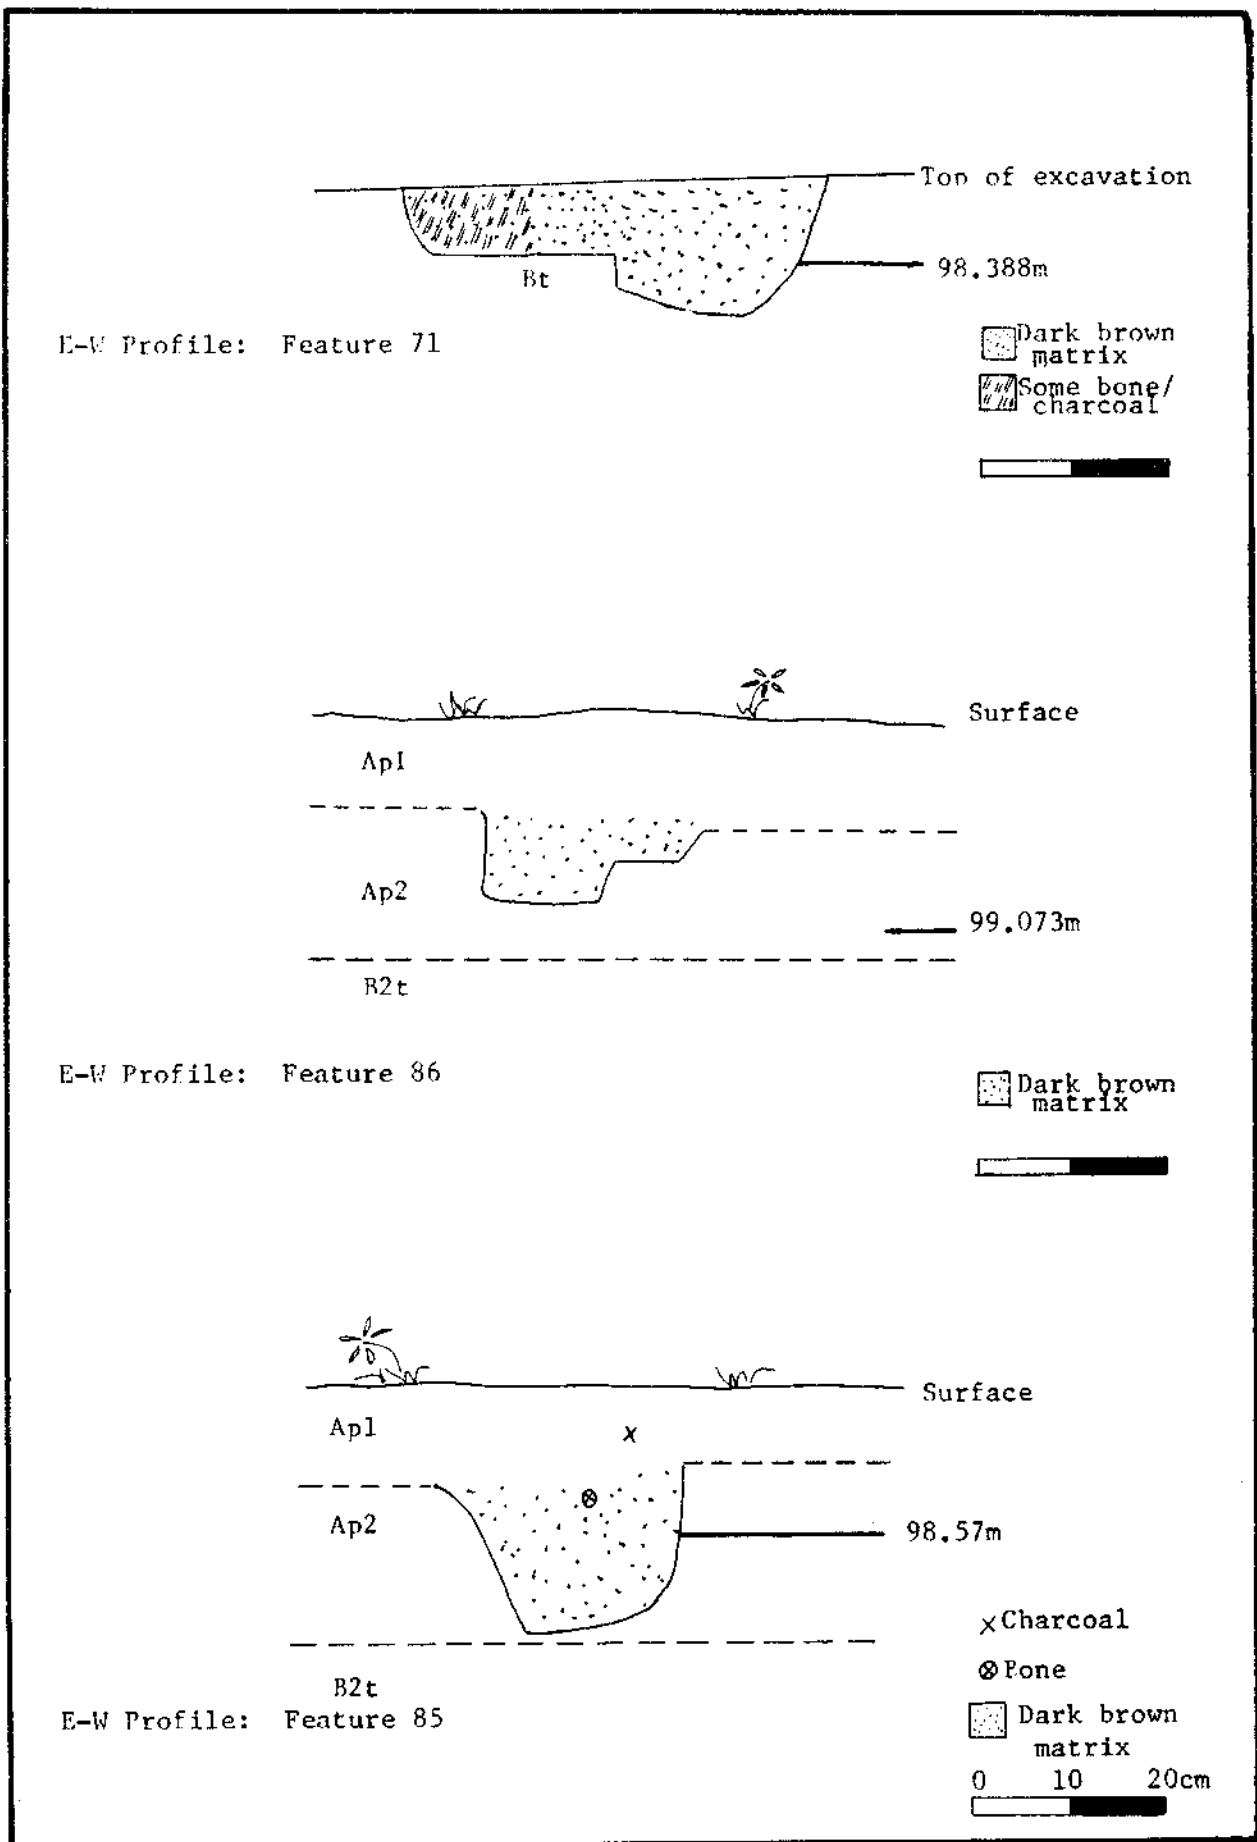 Top of excavation
Bt
98.388m
E-W Profile: Feature 71
Dark brown
matrix
Some bone/
charcoal
Surface
Ap1
Ap2
99.073m
B2t
E-W Profile: Feature 86
Dark brown
matrix
Surface
Ap1
x
Ap2
98.57m
x Charcoal
⊗ Bone
B2t
E-W Profile: Feature 85
Dark brown
matrix
0 10 20cm